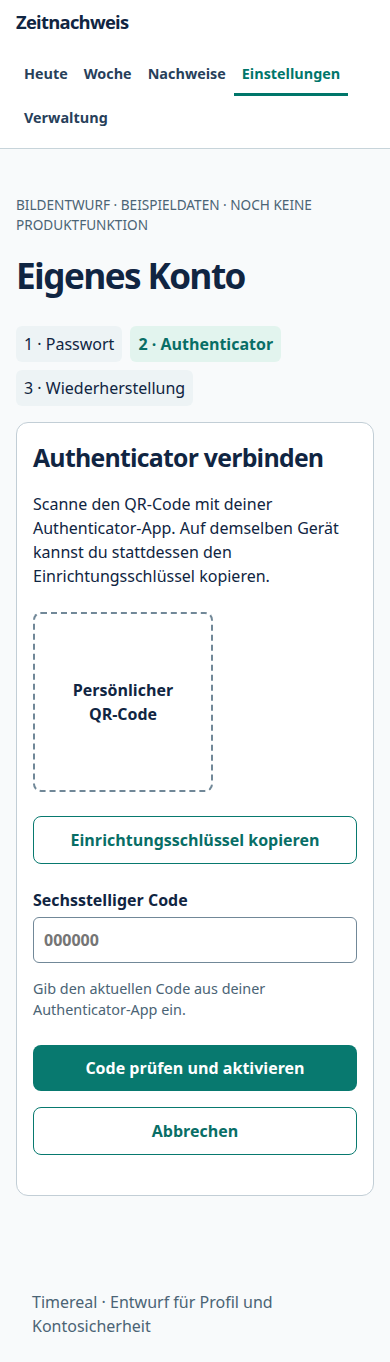 Zeitnachweis
Heute Woche Nachweise Einstellungen
Verwaltung
BILDENTWURF · BEISPIELDATEN · NOCH KEINE
PRODUKTFUNKTION
Eigenes Konto
1 · Passwort 2 · Authenticator
3 · Wiederherstellung
Authenticator verbinden
Scanne den QR-Code mit deiner
Authenticator-App. Auf demselben Gerät
kannst du stattdessen den
Einrichtungsschlüssel kopieren.
Persönlicher
QR-Code
Einrichtungsschlüssel kopieren
Sechsstelliger Code
000000
Gib den aktuellen Code aus deiner
Authenticator-App ein.
Code prüfen und aktivieren
Abbrechen
Timereal · Entwurf für Profil und
Kontosicherheit